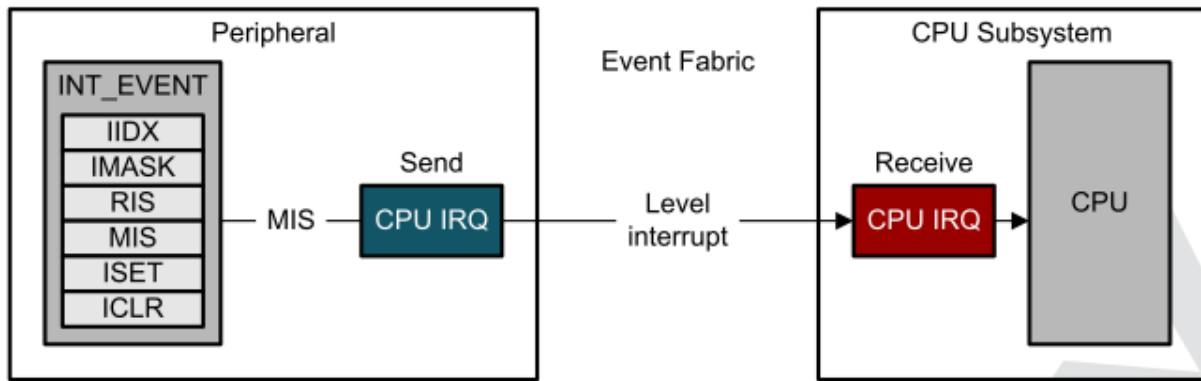 Peripheral
INT_EVENT
IIDX
IMASK
RIS
MIS
ISET
ICLR
MIS
Send
CPU IRQ
Event Fabric
Level
interrupt
CPU Subsystem
Receive
CPU IRQ
CPU